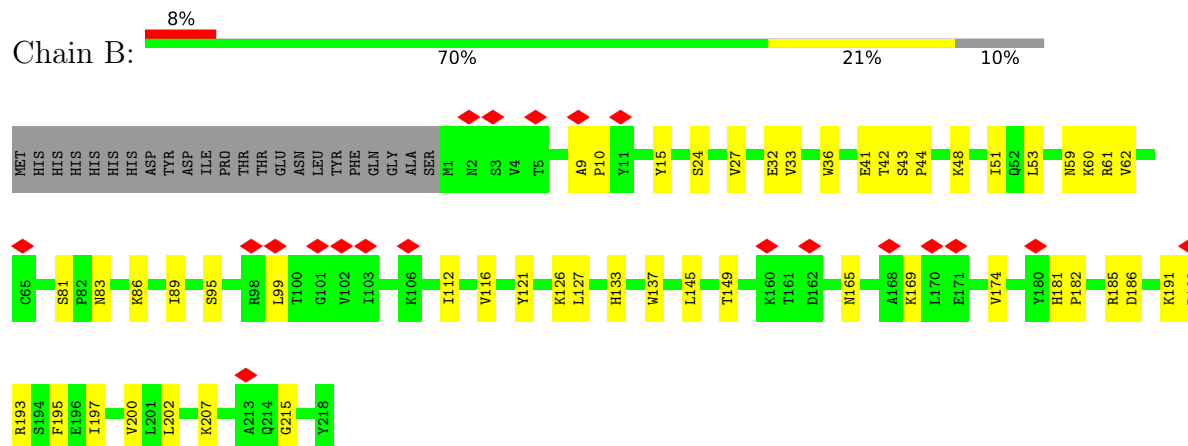 8%
Chain B:
70% 21% 10%
MET HIS HIS HIS HIS HIS HIS ASP TYR ASP ILE PRO THR THR GLU ASN LEU TYR PHE GLN GLY ALA SER M1 N2 S3 V4 T5 A9 P10 Y11 Y15 S24 V27 E32 V33 W36 E41 T42 S43 P44 K48 I51 Q52 L53 N59 K60 R61 V62
C65 S81 P82 N83 K86 I89 S95 R98 L99 T100 G101 V102 I103 K106 I112 V116 Y121 K126 L127 H133 W137 L145 T149 K160 T161 D162 N165 A168 K169 L170 E171 V174 Y180 H181 P182 R185 D186 K191
R193 S194 F195 E196 I197 V200 L201 L202 K207 A213 Q214 G215 Y218